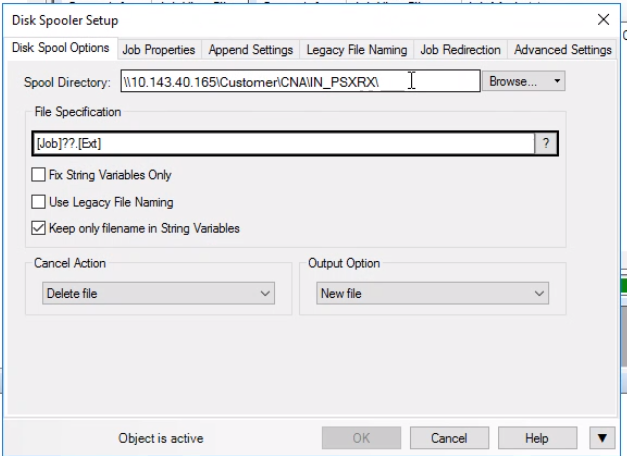 Disk Spooler Setup
Disk Spool Options Job Properties Append Settings Legacy File Naming Job Redirection Advanced Settings
Spool Directory: \\10.143.40.165\Customer\CNA\IN_PSXRX\ Browse...
File Specification
[Job]??.[Ext] ?
Fix String Variables Only
Use Legacy File Naming
Keep only filename in String Variables
Cancel Action Output Option
Delete file New file
Object is active OK Cancel Help